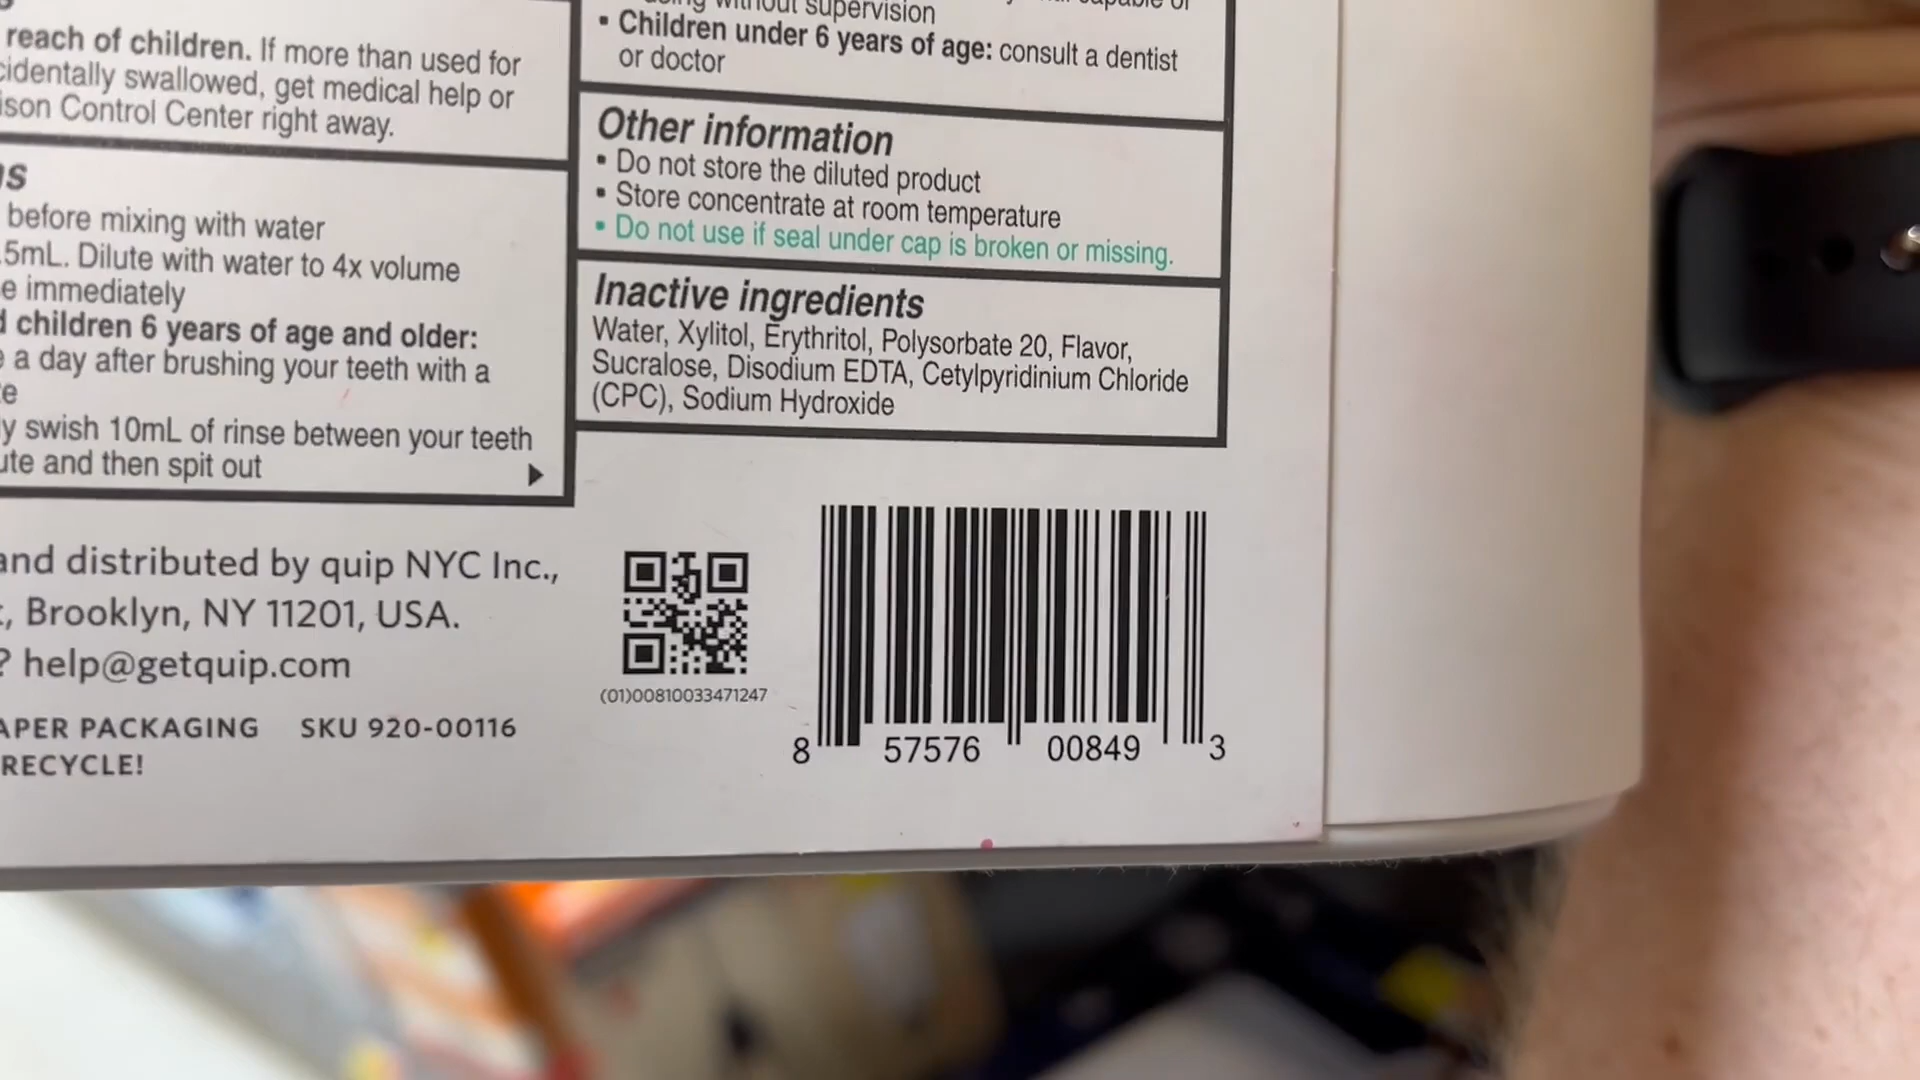 reach of children. If more than used for
swallowed, get medical help or
Control Center right away.
before mixing with water
5mL. Dilute with water to 4x volume
immediately
children 6 years of age and older:
a day after brushing your teeth with a
swish 10mL of rinse between your teeth
and then spit out
without supervision
• Children under 6 years of age: consult a dentist
or doctor
Other information
• Do not store the diluted product
• Store concentrate at room temperature
• Do not use if seal under cap is broken or missing.
Inactive ingredients
Water, Xylitol, Erythritol, Polysorbate 20, Flavor,
Sucralose, Disodium EDTA, Cetylpyridinium Chloride
(CPC), Sodium Hydroxide
and distributed by quip NYC Inc.,
Brooklyn, NY 11201, USA.
? help@getquip.com
PACKAGING SKU 920-00116
RECYCLE!
(01)00810033471247
8 57576 00849 3